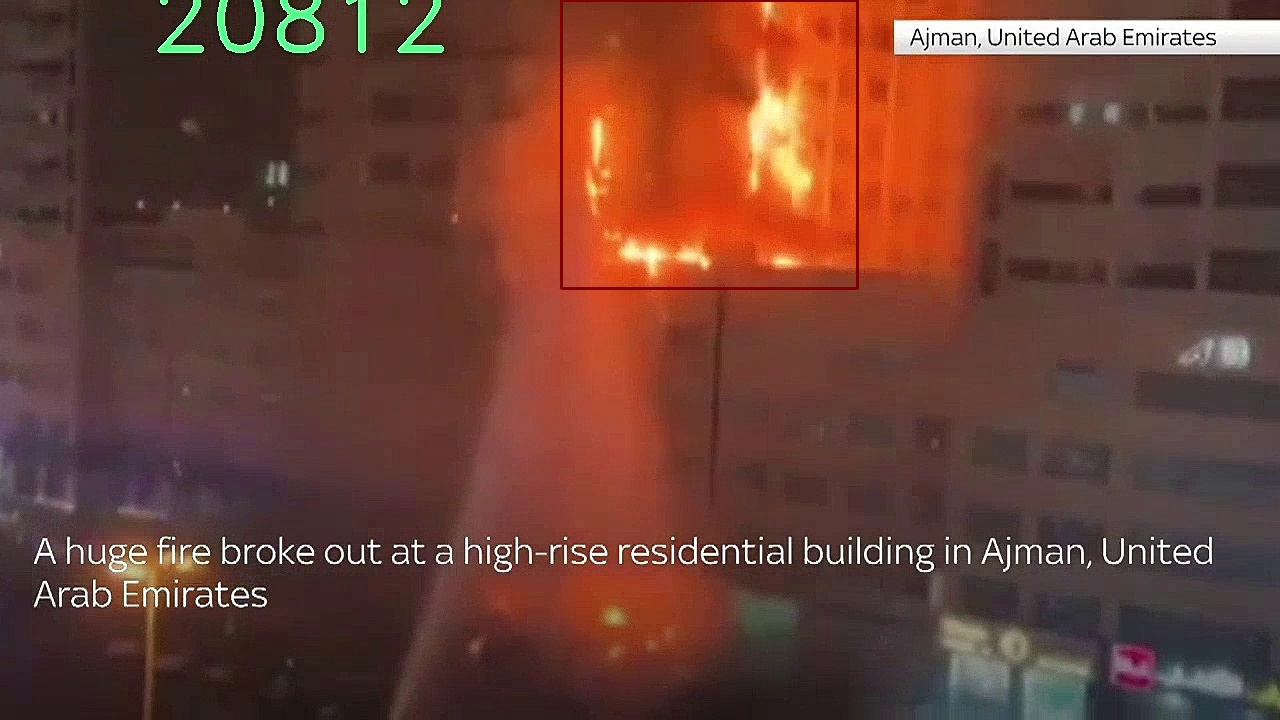 20812
Ajman, United Arab Emirates
A huge fire broke out at a high-rise residential building in Ajman, United
Arab Emirates